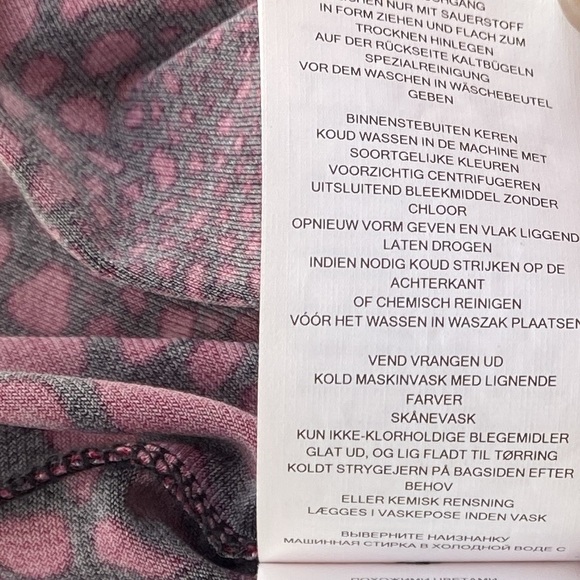 NUR MIT SAUERSTOFF
IN FORM ZIEHEN UND FLACH ZUM
TROCKNEN HINLEGEN
AUF DER RÜCKSEITE KALTBÜGELN
SPEZIALREINIGUNG
VOR DEM WASCHEN IN WÄSCHEBEUTEL
GEBEN
BINNENSTEBUITEN KEREN
KOUD WASSEN IN DE MACHINE MET
SOORTGELIJKE KLEUREN
VOORZICHTIG CENTRIFUGEREN
UITSLUITEND BLEEKMIDDEL ZONDER
CHLOOR
OPNIEUW VORM GEVEN EN VLAK LIGGEND
LATEN DROGEN
INDIEN NODIG KOUD STRIJKEN OP DE
ACHTERKANT
OF CHEMISCH REINIGEN
VÓÓR HET WASSEN IN WASZAK PLAATSEN
VEND VRANGEN UD
KOLD MASKINVASK MED LIGNENDE
FARVER
SKÅNEVASK
KUN IKKE-KLORHOLDIGE BLEGEMIDLER
GLAT UD, OG LIG FLADT TIL TØRRING
KOLDT STRYGEJERN PÅ BAGSIDEN EFTER
BEHOV
ELLER KEMISK RENSNING
LÆGGES I VASKEPOSE INDEN VASK
ВЫВЕРНИТЕ НАИЗНАНКУ
МАШИННАЯ СТИРКА В ХОЛОДНОЙ ВОДЕ С